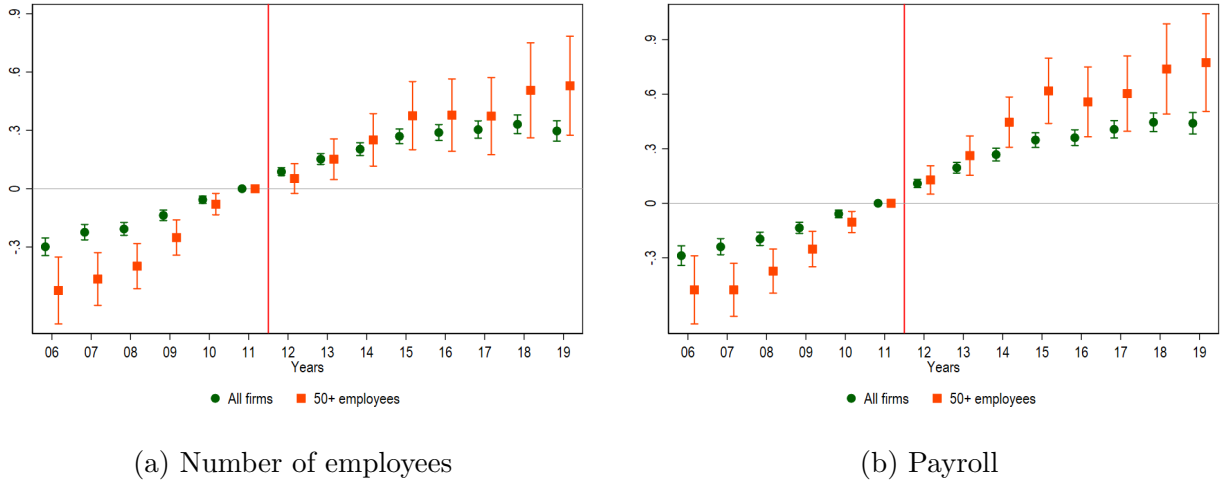 .9
.6
.3
0
-.3
06 07 08 09 10 11 12 13 14 15 16 17 18 19
Years
All firms 50+ employees
(a) Number of employees
.9
.6
.3
0
-.3
06 07 08 09 10 11 12 13 14 15 16 17 18 19
Years
All firms 50+ employees
(b) Payroll